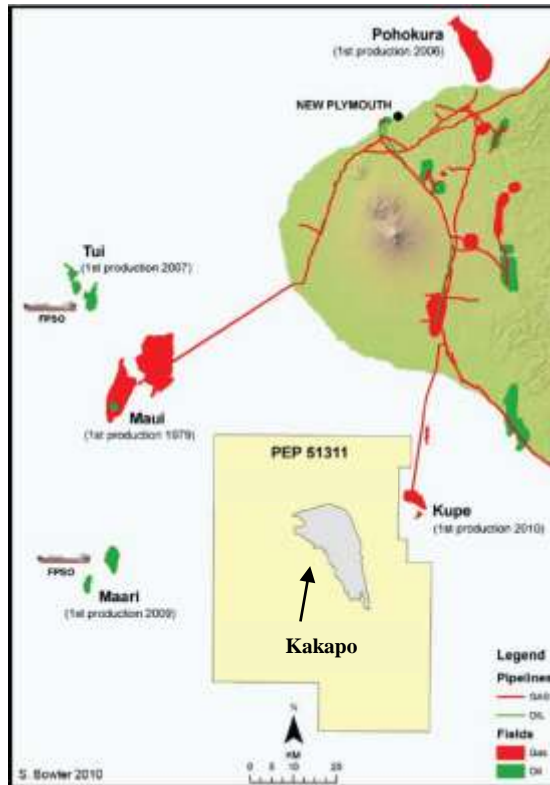 Pohokura
(1st production 2006)
NEW PLYMOUTH
Tui
(1st production 2007)
FPSO
Maui
(1st production 1979)
PEP 51311
Kupe
(1st production 2010)
FPSO
Maari
(1st production 2009)
Kakapo
Legend
Pipelines
GAS
OIL
Fields
Gas
Oil
N
KM
0 5 10 20
S. Bowler 2010